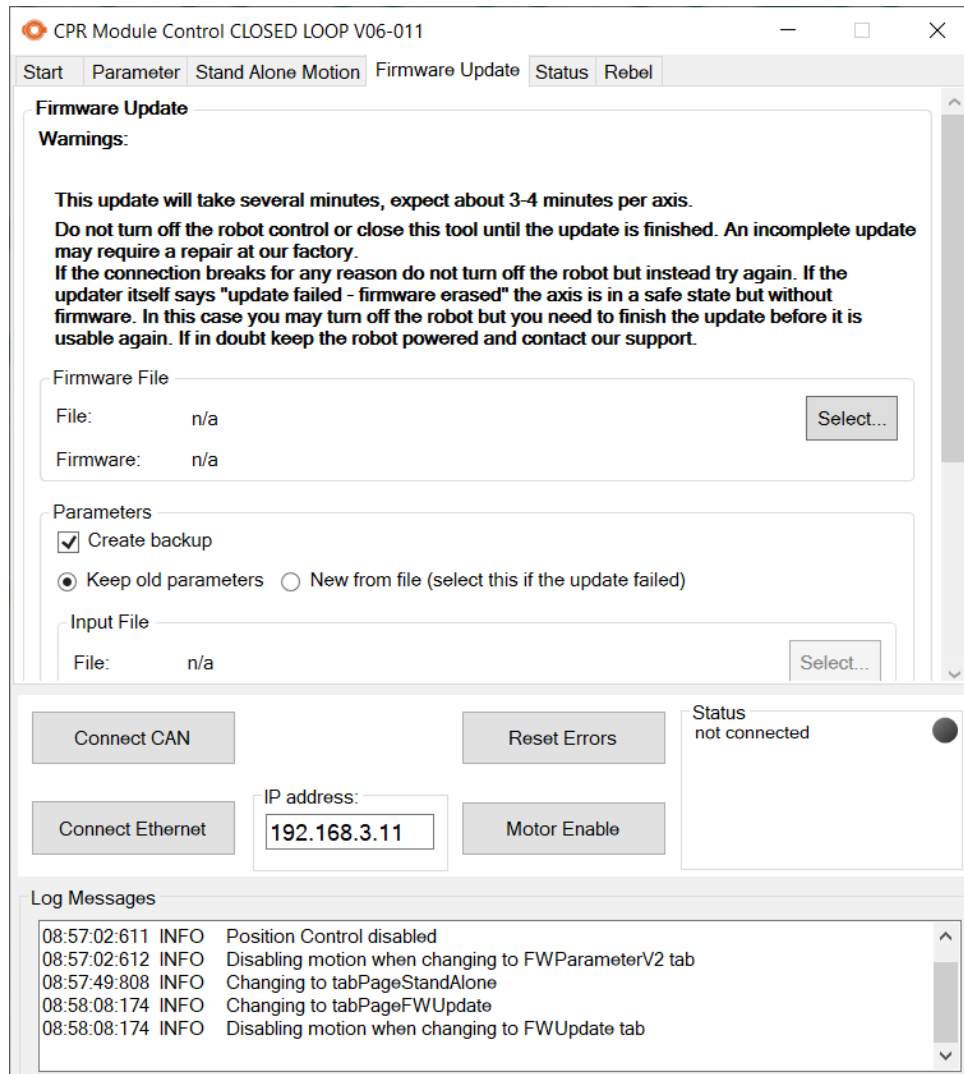 CPR Module Control CLOSED LOOP V06-011
Start Parameter Stand Alone Motion Firmware Update Status Rebel
Firmware Update
Warnings:
This update will take several minutes, expect about 3-4 minutes per axis.
Do not turn off the robot control or close this tool until the update is finished. An incomplete update
may require a repair at our factory.
If the connection breaks for any reason do not turn off the robot but instead try again. If the
updater itself says "update failed - firmware erased" the axis is in a safe state but without
firmware. In this case you may turn off the robot but you need to finish the update before it is
usable again. If in doubt keep the robot powered and contact our support.
Firmware File
File: n/a Select...
Firmware: n/a
Parameters
Create backup
Keep old parameters New from file (select this if the update failed)
Input File
File: n/a Select...
Connect CAN Reset Errors
Status
not connected
Connect Ethernet
IP address:
192.168.3.11
Motor Enable
Log Messages
08:57:02:611 INFO Position Control disabled
08:57:02:612 INFO Disabling motion when changing to FWParameterV2 tab
08:57:49:808 INFO Changing to tabPageStandAlone
08:58:08:174 INFO Changing to tabPageFWUpdate
08:58:08:174 INFO Disabling motion when changing to FWUpdate tab